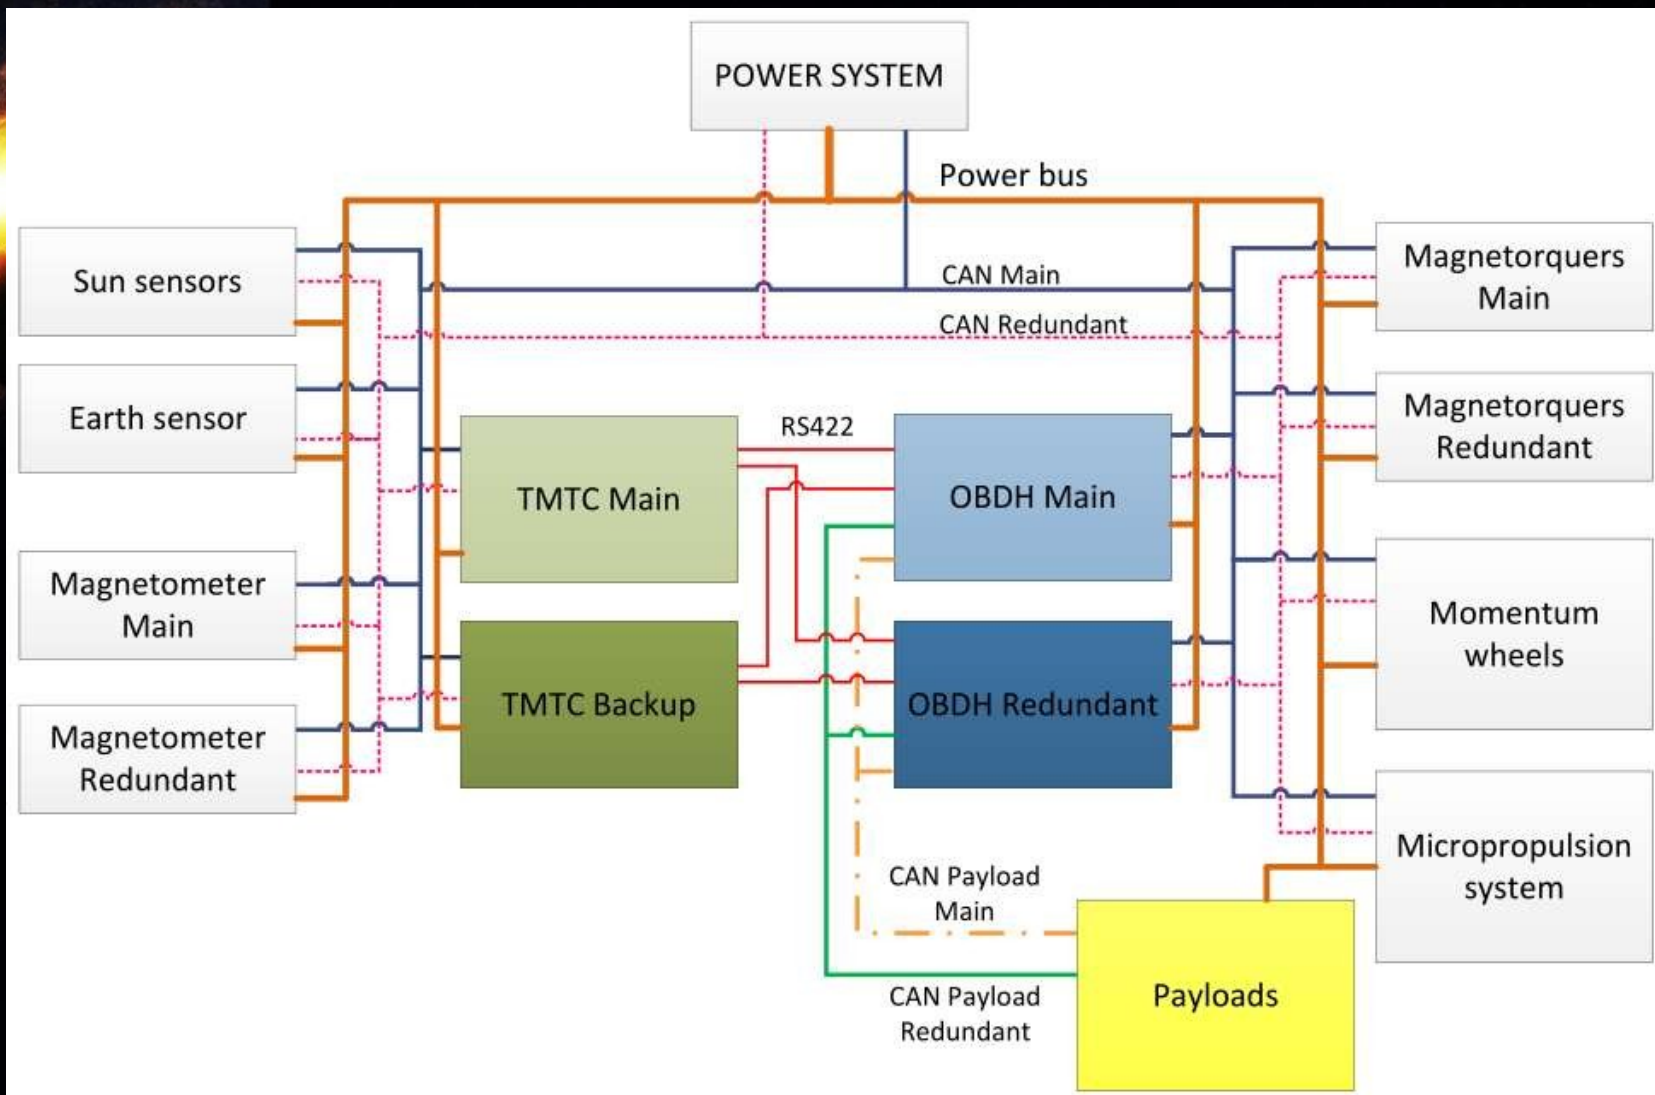 POWER SYSTEM
Power bus
Sun sensors
CAN Main
Magnetorquers
Main
CAN Redundant
Earth sensor
RS422
Magnetorquers
Redundant
TMTC Main
OBDH Main
Magnetometer
Main
Momentum
wheels
TMTC Backup
OBDH Redundant
Magnetometer
Redundant
Micropropulsion
system
CAN Payload
Main
Payloads
CAN Payload
Redundant